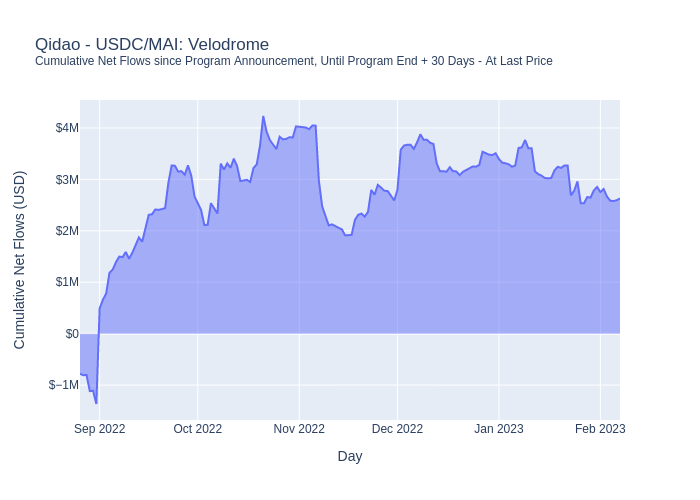 Qidao - USDC/MAI: Velodrome
Cumulative Net Flows since Program Announcement, Until Program End + 30 Days - At Last Price
Cumulative Net Flows (USD)
$4M
$3M
$2M
$1M
$0
$−1M
Sep 2022
Oct 2022
Nov 2022
Dec 2022
Jan 2023
Feb 2023
Day